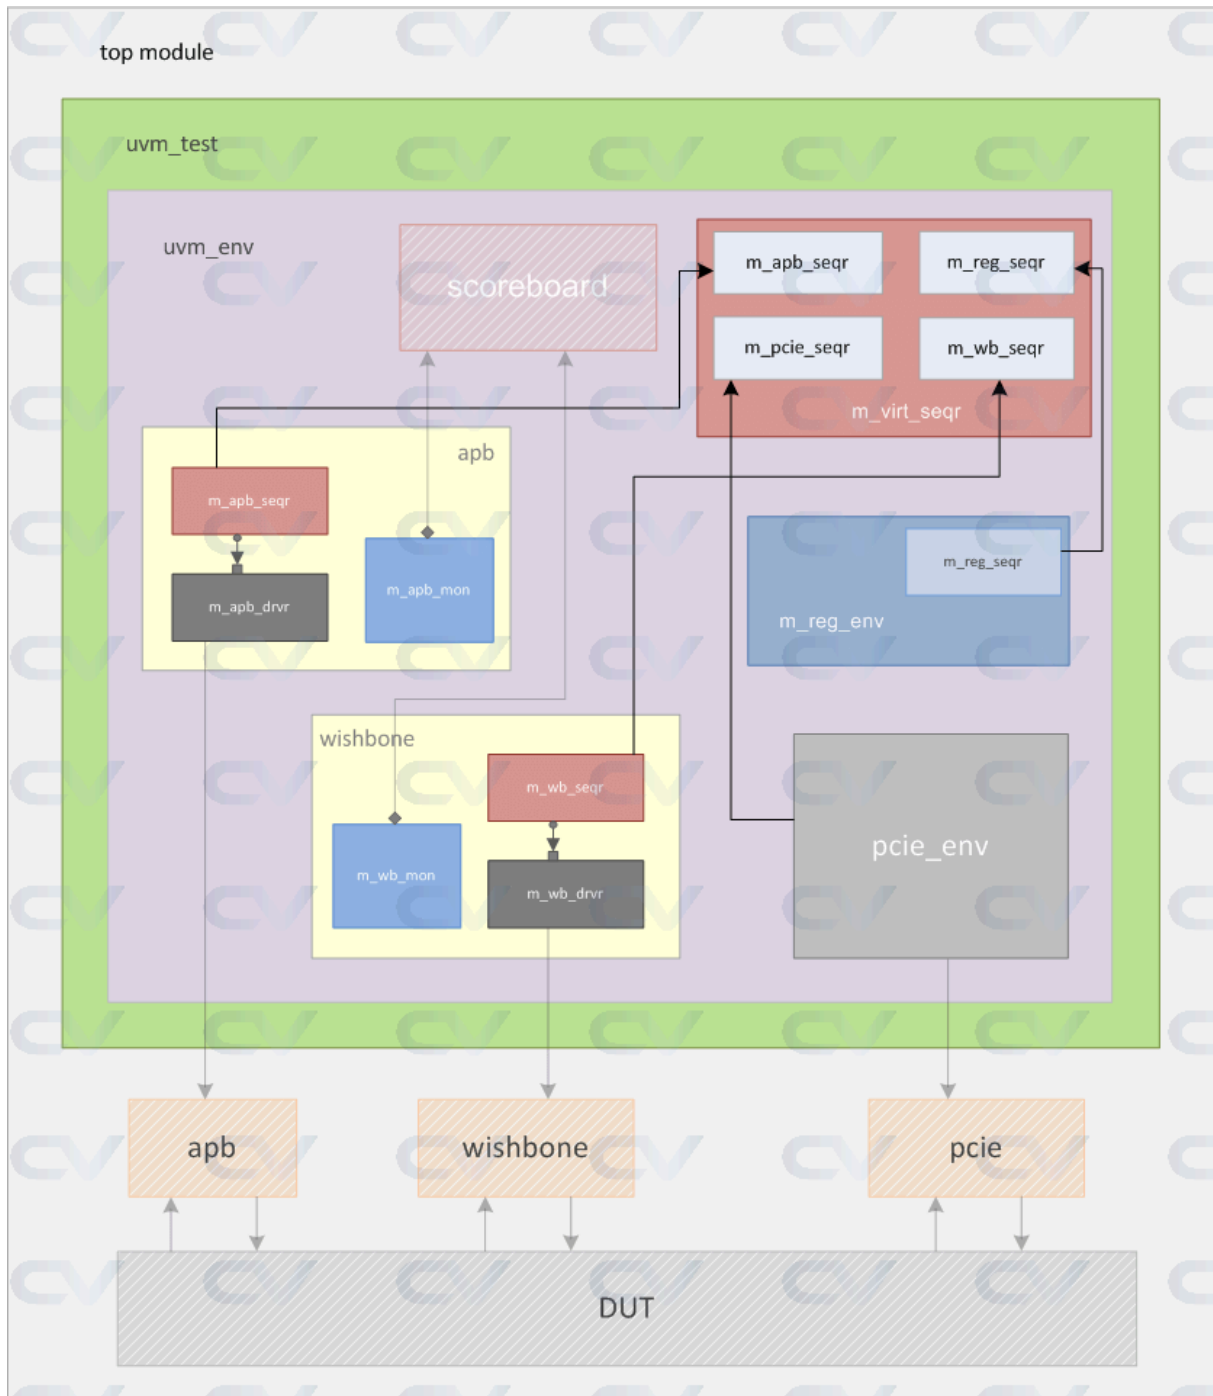 top module
uvm_test
uvm_env
scoreboard
m_apb_seqr
m_reg_seqr
m_pcie_seqr
m_wb_seqr
m_virt_seqr
apb
m_apb_seqr
m_apb_drvr
m_apb_mon
m_reg_seqr
m_reg_env
wishbone
m_wb_seqr
m_wb_mon
m_wb_drvr
pcie_env
apb
wishbone
pcie
DUT